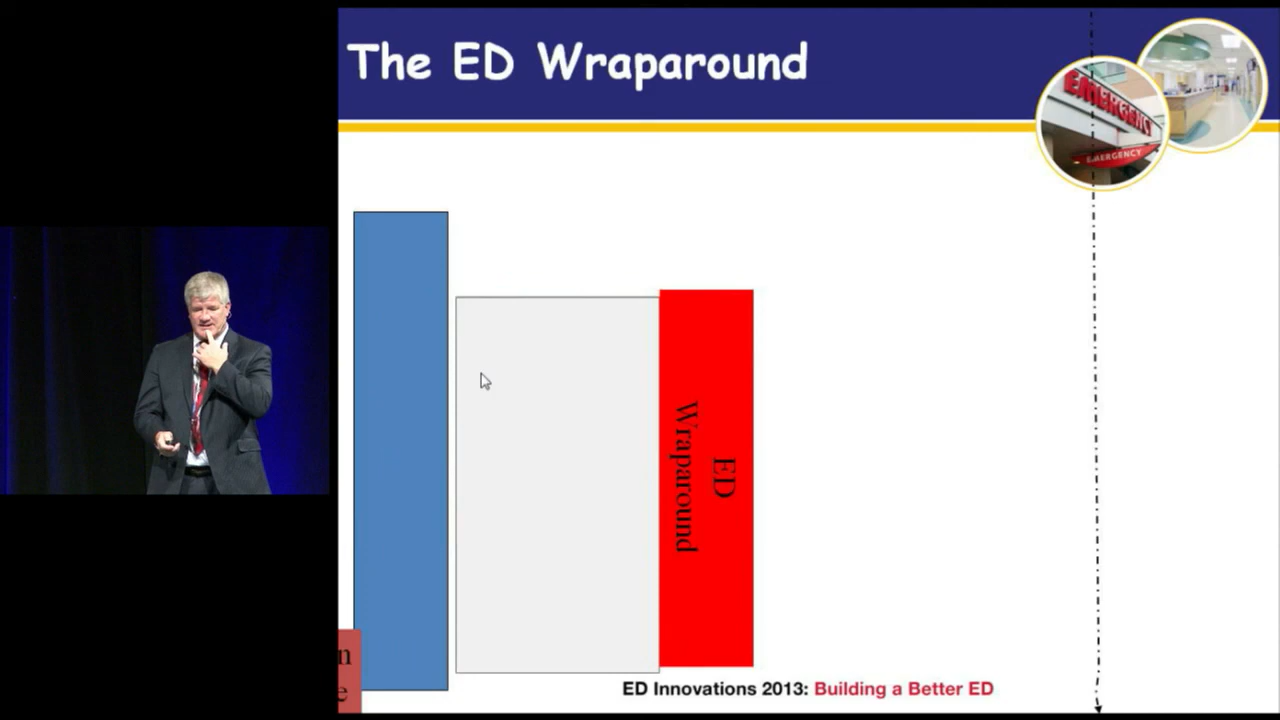 The ED Wraparound
EMERGENCY
EMERGENCY
ED
Wraparound
n
e
ED Innovations 2013: Building a Better ED